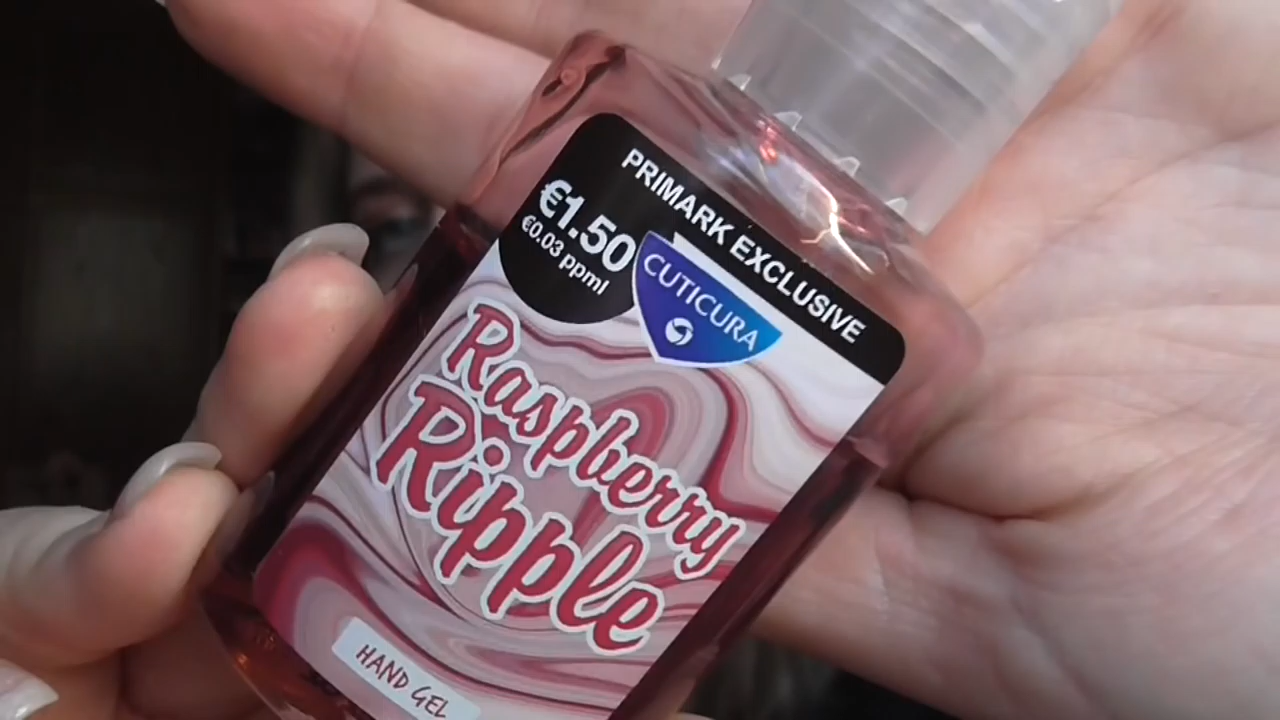 PRIMARK EXCLUSIVE
€1.50
€0.03 ppml
CUTICURA
Raspberry
Ripple
HAND GEL